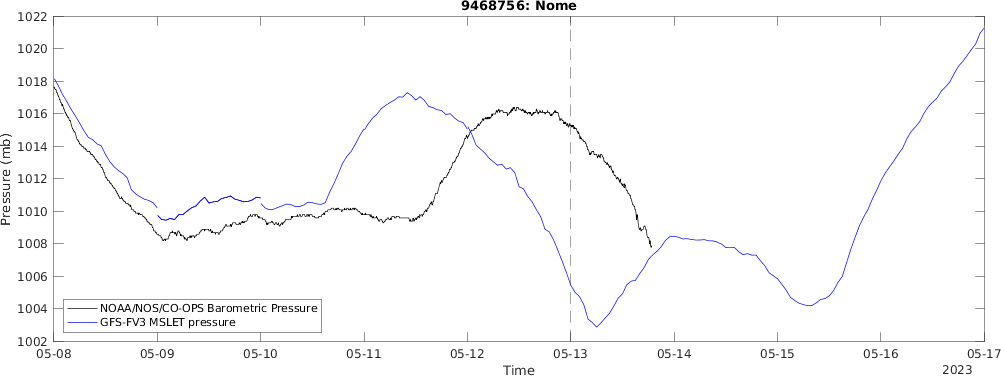 9468756: Nome
1022
1020
1018
1016
1014
1012
1010
1008
1006
1004
1002
Pressure (mb)
NOAA/NOS/CO-OPS Barometric Pressure
GFS-FV3 MSLET pressure
05-08 05-09 05-10 05-11 05-12 05-13 05-14 05-15 05-16 05-17
Time
2023